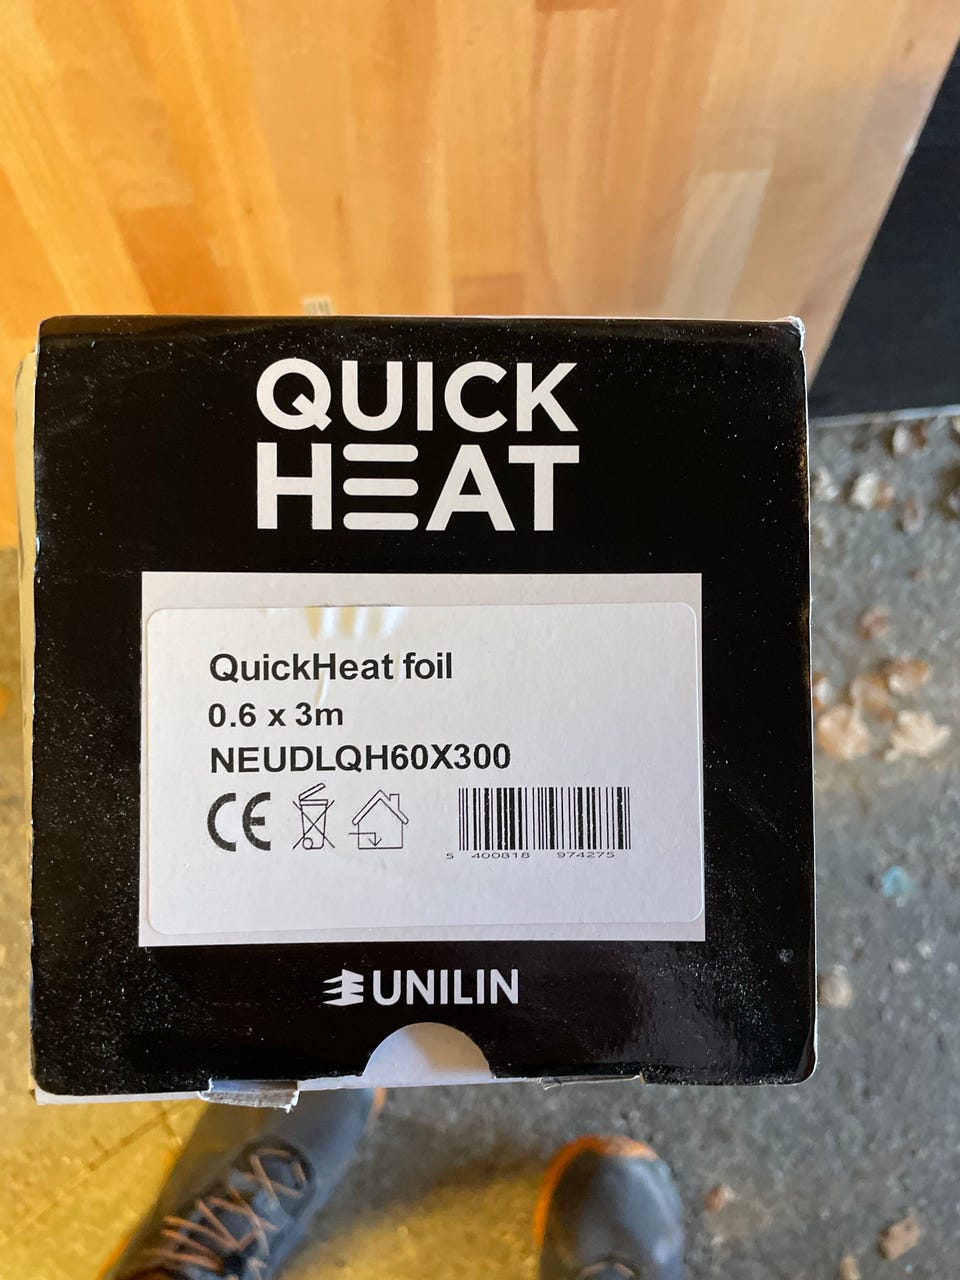 QUICK
HEAT
QuickHeat foil
0.6 x 3m
NEUDLQH60X300
CE
5 400818 974275
UNILIN